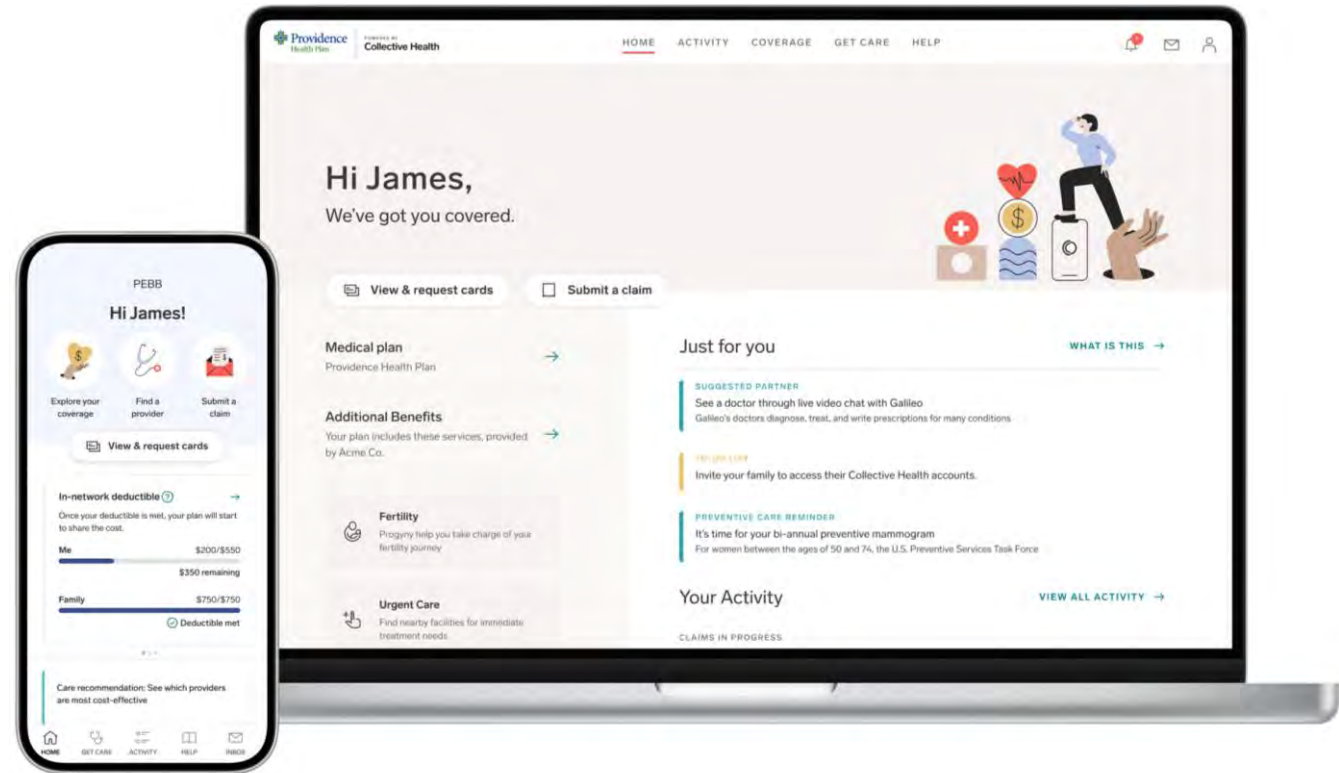 Providence
Health Plan
POWERED BY
Collective Health
HOME
ACTIVITY
COVERAGE
GET CARE
HELP
Hi James,
We've got you covered.
View & request cards
Submit a claim
Medical plan
Providence Health Plan
Additional Benefits
Your plan includes these services, provided
by Acme Co.
Fertility
Progyny help you take charge of your
fertility journey
Urgent Care
Find nearby facilities for immediate
treatment needs
Just for you
WHAT IS THIS
SUGGESTED PARTNER
See a doctor through live video chat with Galileo
Galileo's doctors diagnose, treat, and write prescriptions for many conditions
Invite your family to access their Collective Health accounts.
PREVENTIVE CARE REMINDER
It's time for your bi-annual preventive mammogram
For women between the ages of 50 and 74, the U.S. Preventive Services Task Force
Your Activity
VIEW ALL ACTIVITY
CLAIMS IN PROGRESS
PEBB
Hi James!
Explore your
coverage
Find a
provider
Submit a
claim
View & request cards
In-network deductible
Once your deductible is met, your plan will start
to share the cost.
Me
$200/$550
$350 remaining
Family
$750/$750
Deductible met
Care recommendation: See which providers
are most cost-effective
HOME
GET CARE
ACTIVITY
HELP
INBOX